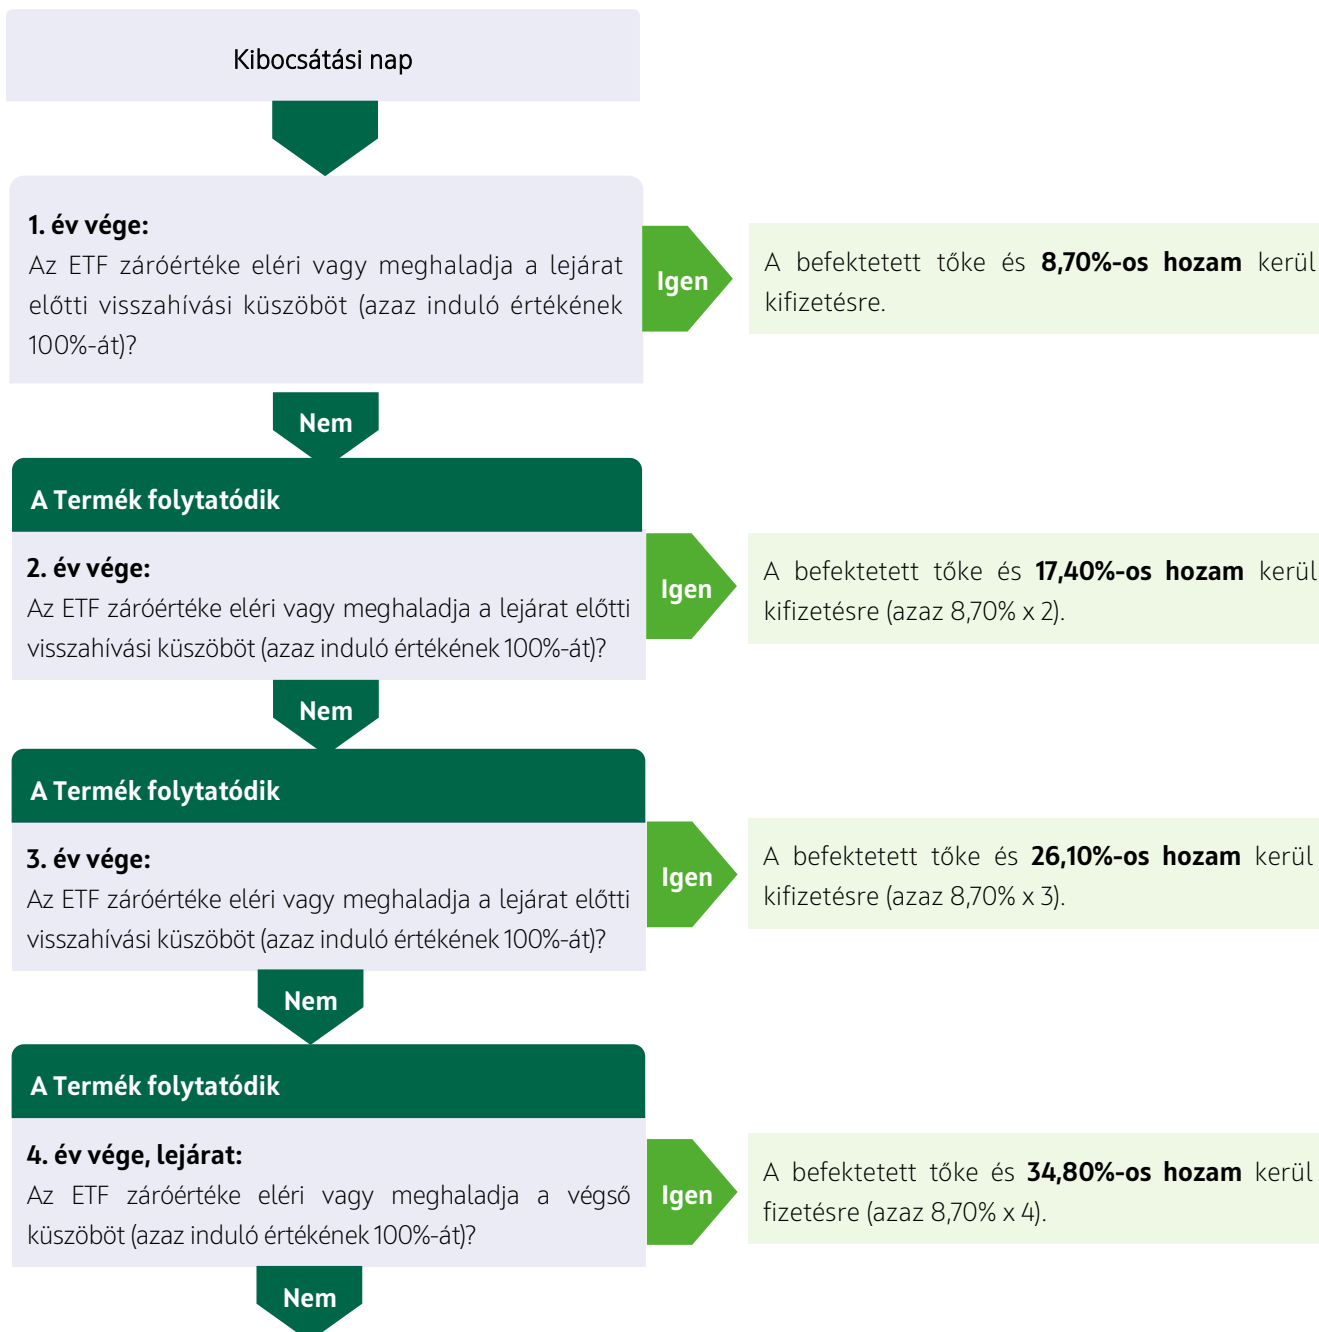 Kibocsátási nap
1. év vége:
Az ETF záróértéke eléri vagy meghaladja a lejárat
előtti visszahívási küszöböt (azaz induló értékének
100%-át)?
Igen
A befektetett tőke és 8,70%-os hozam kerül
kifizetésre.
Nem
A Termék folytatódik
2. év vége:
Az ETF záróértéke eléri vagy meghaladja a lejárat előtti
visszahívási küszöböt (azaz induló értékének 100%-át)?
Igen
A befektetett tőke és 17,40%-os hozam kerül
kifizetésre (azaz 8,70% x 2).
Nem
A Termék folytatódik
3. év vége:
Az ETF záróértéke eléri vagy meghaladja a lejárat előtti
visszahívási küszöböt (azaz induló értékének 100%-át)?
Igen
A befektetett tőke és 26,10%-os hozam kerül
kifizetésre (azaz 8,70% x 3).
Nem
A Termék folytatódik
4. év vége, lejárat:
Az ETF záróértéke eléri vagy meghaladja a végső
küszöböt (azaz induló értékének 100%-át)?
Igen
A befektetett tőke és 34,80%-os hozam kerül
fizetésre (azaz 8,70% x 4).
Nem